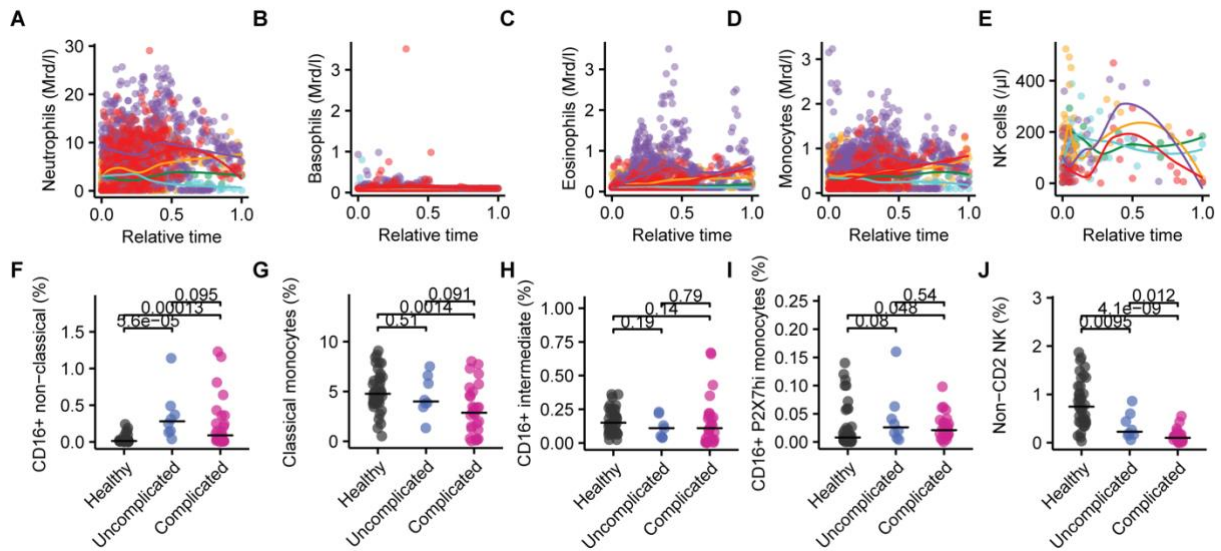 A
Neutrophils (Mrd/l)
30
20
10
0
0.0 0.5 1.0
Relative time
B
Basophils (Mrd/l)
3
2
1
0
0.0 0.5 1.0
Relative time
C
Eosinophils (Mrd/l)
3
2
1
0
0.0 0.5 1.0
Relative time
D
Monocytes (Mrd/l)
3
2
1
0
0.0 0.5 1.0
Relative time
E
NK cells (/µl)
400
200
0
0.0 0.5 1.0
Relative time
F
CD16+ non−classical (%)
1.5
1.0
0.5
0.0
0.095
0.00013
5.6e−05
Healthy
Uncomplicated
Complicated
G
Classical monocytes (%)
10
5
0
0.091
0.0014
0.51
Healthy
Uncomplicated
Complicated
H
CD16+ intermediate (%)
1.00
0.75
0.50
0.25
0.00
0.79
0.14
0.19
Healthy
Uncomplicated
Complicated
I
CD16+ P2X7hi monocytes (%)
0.25
0.20
0.15
0.10
0.05
0.00
0.54
0.048
0.08
Healthy
Uncomplicated
Complicated
J
Non−CD2 NK (%)
3
2
1
0
0.012
4.1e−09
0.0095
Healthy
Uncomplicated
Complicated